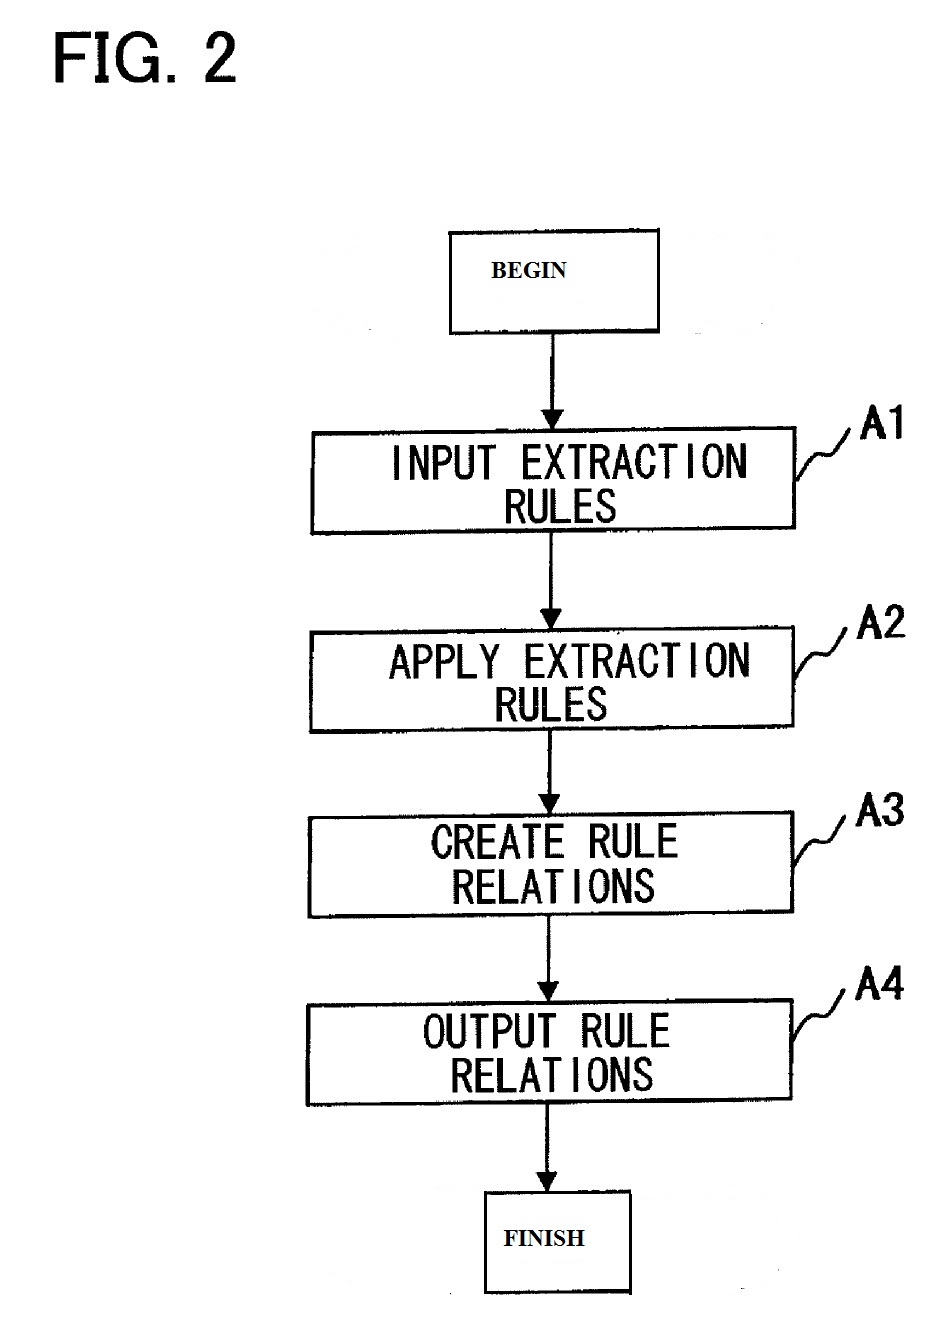 FIG. 2
BEGIN
INPUT EXTRACTION
RULES
A1
APPLY EXTRACTION
RULES
A2
CREATE RULE
RELATIONS
A3
OUTPUT RULE
RELATIONS
A4
FINISH